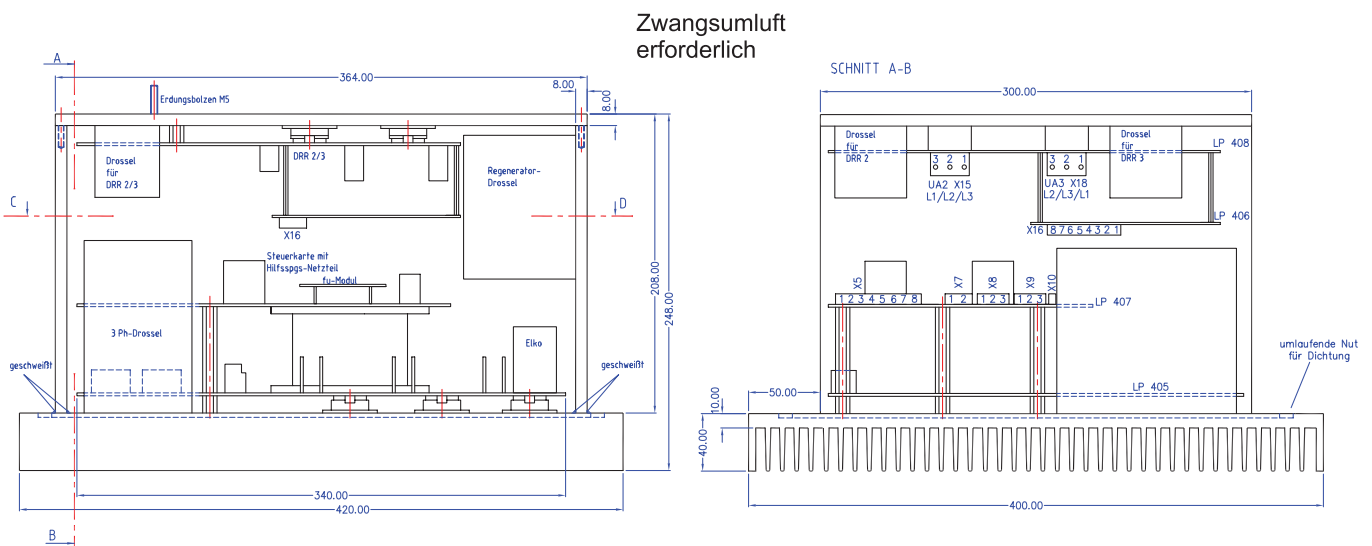 Zwangsumluft
erforderlich
A
364.00
8.00
8.00
Erdungsbolzen M5
Drossel
für
DRR 2/3
DRR 2/3
Regenerator-
Drossel
C
D
X16
Steuerkarte mit
Hilfsspgs-Netzteil
fu-Modul
208.00
248.00
3 Ph-Drossel
Elko
geschweißt
geschweißt
340.00
420.00
B
SCHNITT A-B
300.00
Drossel
für
DRR 2
3 2 1
UA2 X15
L1/L2/L3
3 2 1
UA3 X18
L2/L3/L1
Drossel
für
DRR 3
LP 408
LP 406
X16 8 7 6 5 4 3 2 1
X5
1 2 3 4 5 6 7 8
X7
1 2
X8
1 2 3
X9
1 2 3
X10
LP 407
umlaufende Nut
für Dichtung
LP 405
50.00
10.00
40.00
400.00